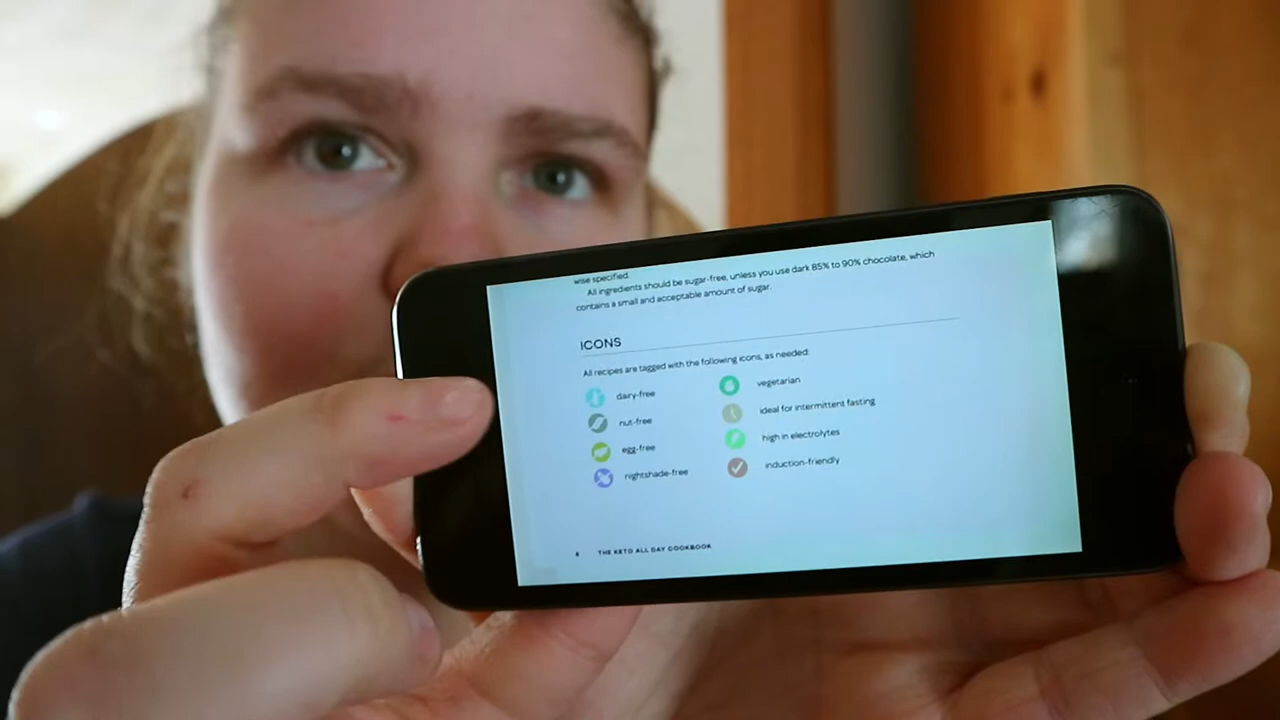 wise specified.
All ingredients should be sugar-free, unless you use dark 85% to 90% chocolate, which
contains a small and acceptable amount of sugar.
ICONS
All recipes are tagged with the following icons, as needed:
dairy-free
nut-free
egg-free
nightshade-free
vegetarian
ideal for intermittent fasting
high in electrolytes
induction-friendly
6 THE KETO ALL DAY COOKBOOK